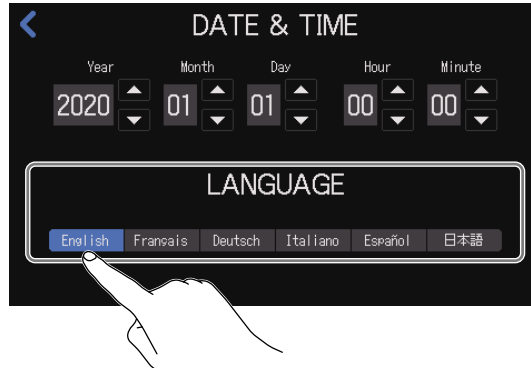 DATE & TIME
Year Month Day Hour Minute
2020 01 01 00 00
LANGUAGE
English Français Deutsch Italiano Español 日本語